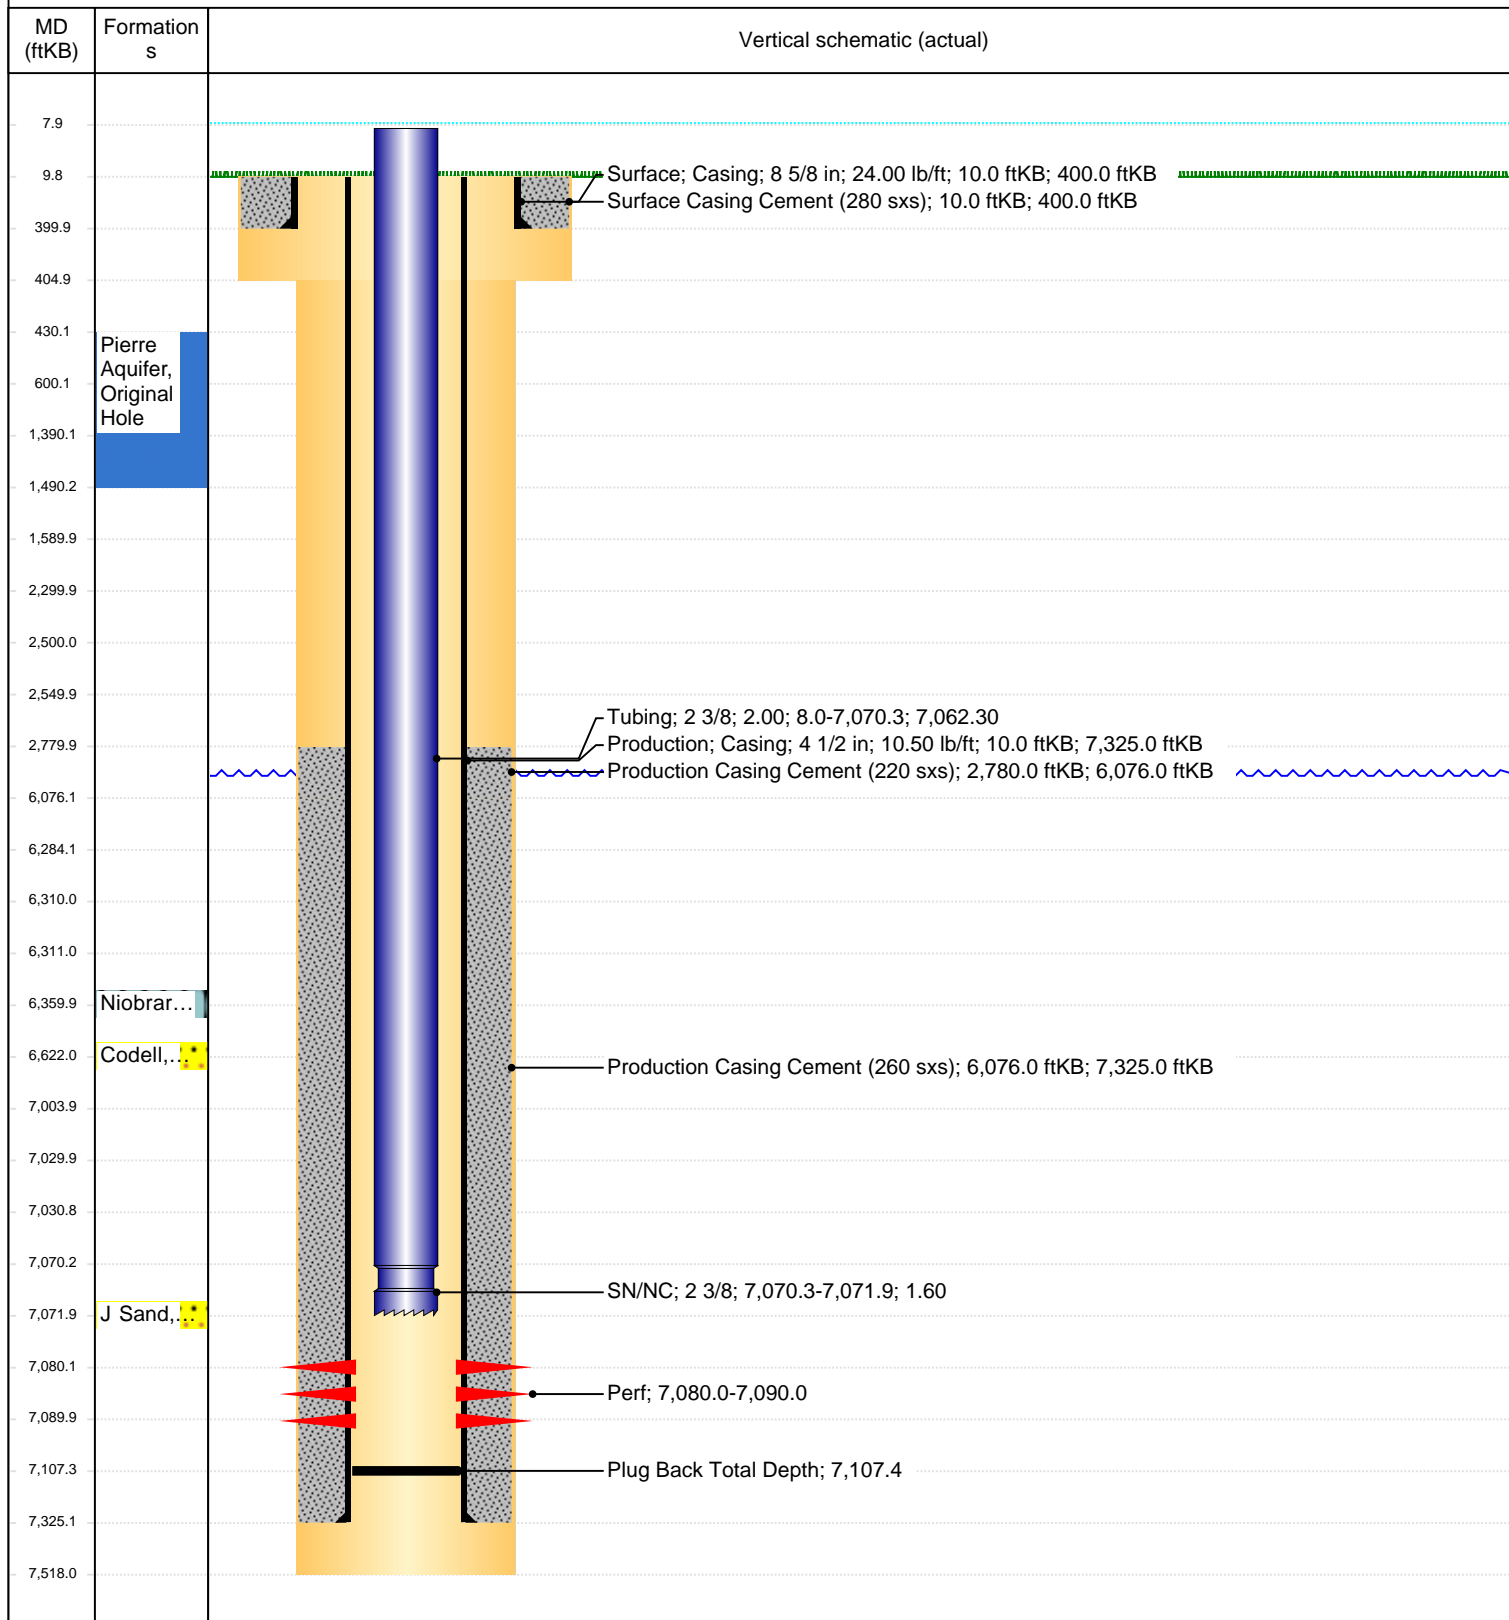 MD
(ftKB)
Formation
s
Vertical schematic (actual)
7.9
9.8
Surface; Casing; 8 5/8 in; 24.00 lb/ft; 10.0 ftKB; 400.0 ftKB
Surface Casing Cement (280 sxs); 10.0 ftKB; 400.0 ftKB
399.9
404.9
430.1
Pierre
Aquifer,
Original
Hole
600.1
1,390.1
1,490.2
1,589.9
2,299.9
2,500.0
2,549.9
Tubing; 2 3/8; 2.00; 8.0-7,070.3; 7,062.30
Production; Casing; 4 1/2 in; 10.50 lb/ft; 10.0 ftKB; 7,325.0 ftKB
2,779.9
Production Casing Cement (220 sxs); 2,780.0 ftKB; 6,076.0 ftKB
6,076.1
6,284.1
6,310.0
6,311.0
6,359.9
Niobrar...
6,622.0
Codell,...
Production Casing Cement (260 sxs); 6,076.0 ftKB; 7,325.0 ftKB
7,003.9
7,029.9
7,030.8
7,070.2
SN/NC; 2 3/8; 7,070.3-7,071.9; 1.60
7,071.9
J Sand,...
7,080.1
Perf; 7,080.0-7,090.0
7,089.9
7,107.3
Plug Back Total Depth; 7,107.4
7,325.1
7,518.0